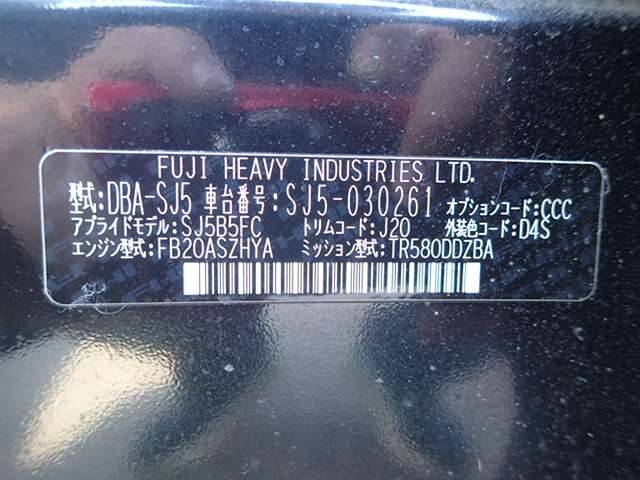 FUJI HEAVY INDUSTRIES LTD.
型式:DBA-SJ5 車台番号:SJ5-030261 オプションコード:CCC
アプライドモデル:SJ5B5FC トリムコード:J20 外装色コード:D4S
エンジン型式:FB20ASZHYA ミッション型式:TR580DDZBA